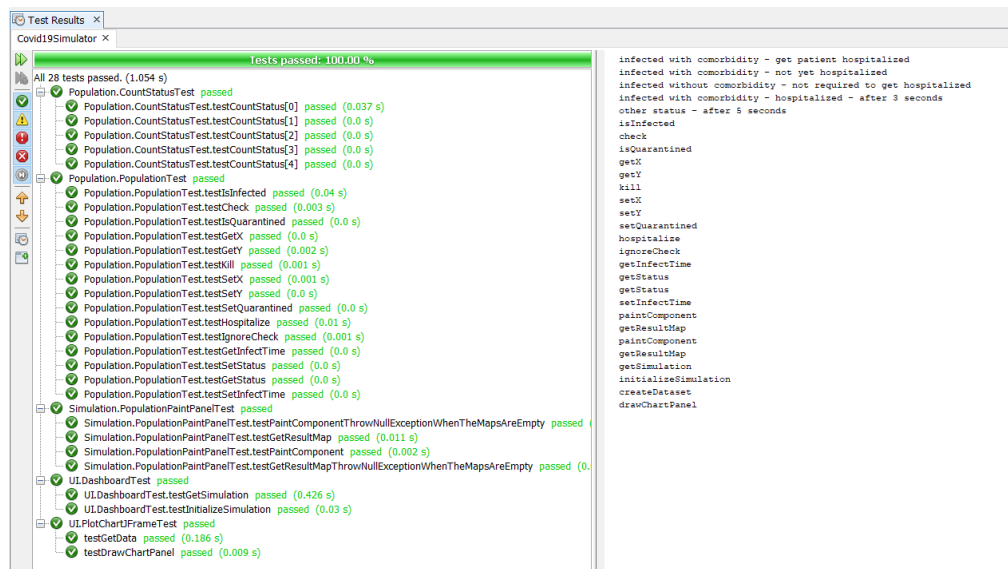 Test Results
Covid19Simulator
Tests passed: 100.00 %
All 28 tests passed. (1.054 s)
Population.CountStatusTest passed
Population.CountStatusTest.testCountStatus[0] passed (0.037 s)
Population.CountStatusTest.testCountStatus[1] passed (0.0 s)
Population.CountStatusTest.testCountStatus[2] passed (0.0 s)
Population.CountStatusTest.testCountStatus[3] passed (0.0 s)
Population.CountStatusTest.testCountStatus[4] passed (0.0 s)
Population.PopulationTest passed
Population.PopulationTest.testIsInfected passed (0.04 s)
Population.PopulationTest.testCheck passed (0.003 s)
Population.PopulationTest.testIsQuarantined passed (0.0 s)
Population.PopulationTest.testGetX passed (0.0 s)
Population.PopulationTest.testGetY passed (0.002 s)
Population.PopulationTest.testKill passed (0.001 s)
Population.PopulationTest.testSetX passed (0.001 s)
Population.PopulationTest.testSetY passed (0.0 s)
Population.PopulationTest.testSetQuarantined passed (0.0 s)
Population.PopulationTest.testHospitalize passed (0.01 s)
Population.PopulationTest.testIgnoreCheck passed (0.001 s)
Population.PopulationTest.testGetInfectTime passed (0.0 s)
Population.PopulationTest.testSetStatus passed (0.0 s)
Population.PopulationTest.testGetStatus passed (0.0 s)
Population.PopulationTest.testSetInfectTime passed (0.0 s)
Simulation.PopulationPaintPanelTest passed
Simulation.PopulationPaintPanelTest.testPaintComponentThrowNullExceptionWhenTheMapsAreEmpty passed (
Simulation.PopulationPaintPanelTest.testGetResultMap passed (0.011 s)
Simulation.PopulationPaintPanelTest.testPaintComponent passed (0.002 s)
Simulation.PopulationPaintPanelTest.testGetResultMapThrowNullExceptionWhenTheMapsAreEmpty passed (0.
UI.DashboardTest passed
UI.DashboardTest.testGetSimulation passed (0.426 s)
UI.DashboardTest.testInitializeSimulation passed (0.03 s)
UI.PlotChartJFrameTest passed
testGetData passed (0.186 s)
testDrawChartPanel passed (0.009 s)
infected with comorbidity - get patient hospitalized
infected with comorbidity - not yet hospitalized
infected without comorbidity - not required to get hospitalized
infected with comorbidity - hospitalized - after 3 seconds
other status - after 5 seconds
isInfected
check
isQuarantined
getX
getY
kill
setX
setY
setQuarantined
hospitalize
ignoreCheck
getInfectTime
getStatus
getStatus
setInfectTime
paintComponent
getResultMap
paintComponent
getResultMap
getSimulation
initializeSimulation
createDataset
drawChartPanel